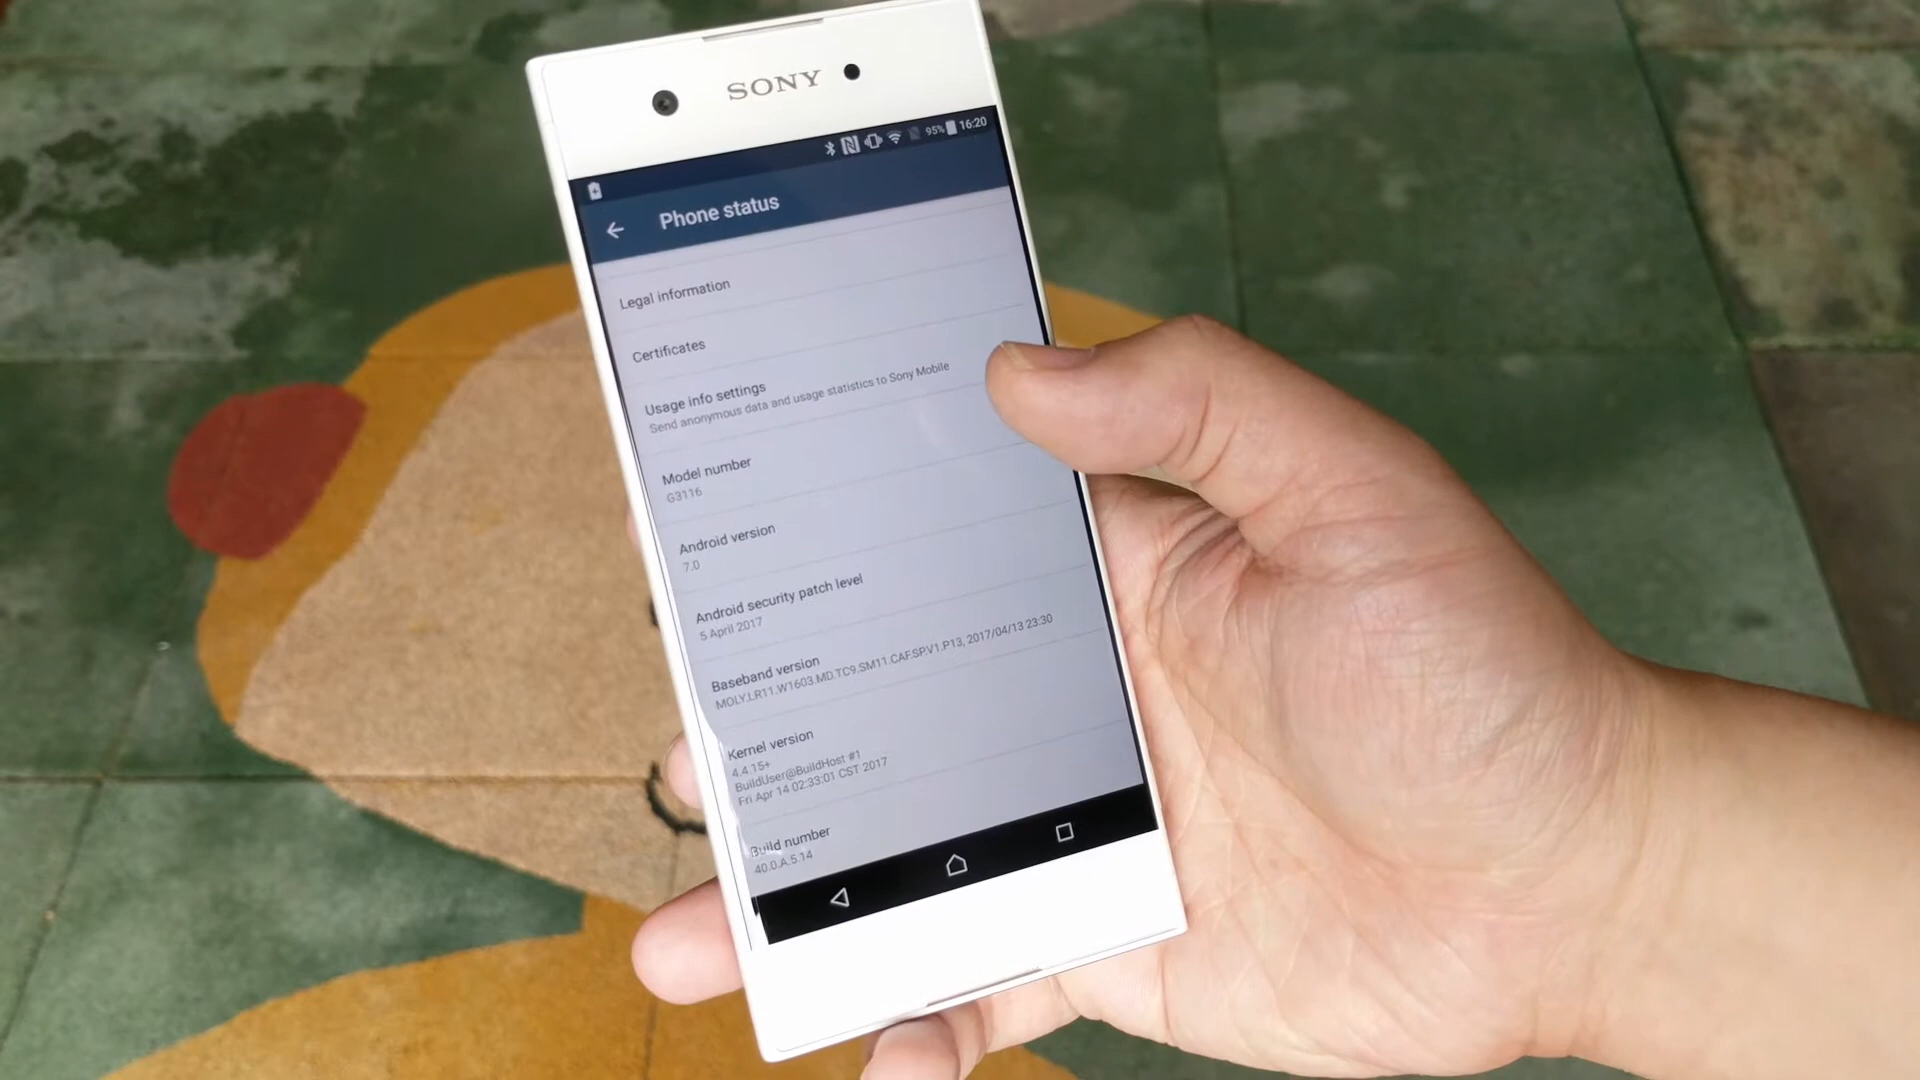 SONY
95% 16:20
Phone status
Legal information
Certificates
Usage info settings
Send anonymous data and usage statistics to Sony Mobile
Model number
G3116
Android version
7.0
Android security patch level
5 April 2017
Baseband version
MOLY.LR11.W1603.MD.TC9.SM11.CAF.SP.V1.P13, 2017/04/13 23:30
Kernel version
4.4.15+
BuildUser@BuildHost #1
Fri Apr 14 02:33:01 CST 2017
Build number
40.0.A.5.14